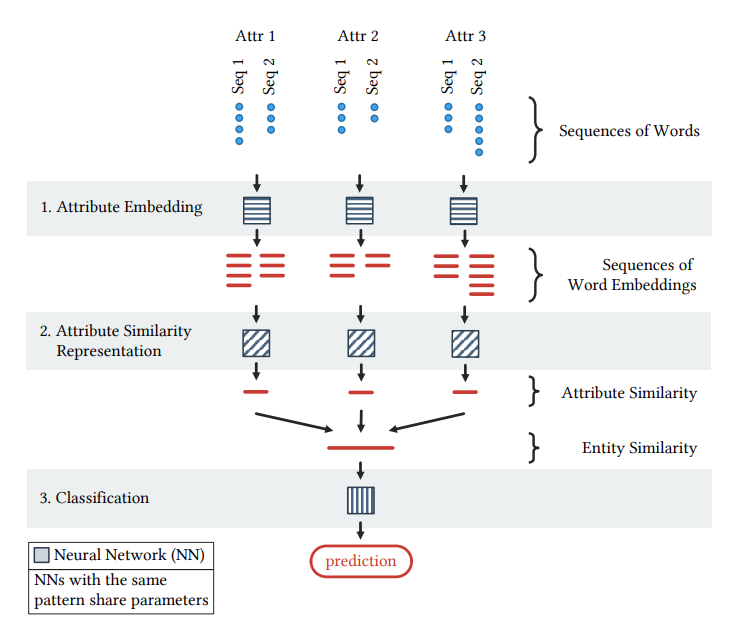 Attr 1 Attr 2 Attr 3
Seq 1 Seq 2 Seq 1 Seq 2 Seq 1 Seq 2
Sequences of Words
1. Attribute Embedding
Sequences of
Word Embeddings
2. Attribute Similarity
Representation
Attribute Similarity
Entity Similarity
3. Classification
prediction
Neural Network (NN)
NNs with the same
pattern share parameters